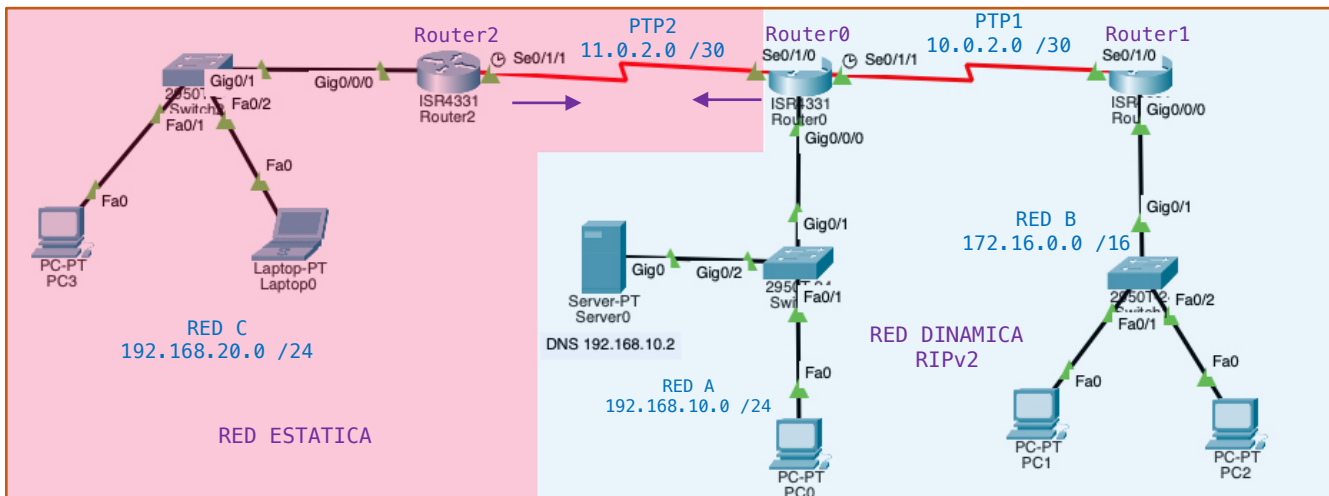 PTP2
11.0.2.0 /30
PTP1
10.0.2.0 /30
Router2
Router0
Router1
Se0/1/1
Se0/1/0
Se0/1/1
Se0/1/0
Gig0/1
Gig0/0/0
ISR4331
Router2
ISR4331
Router0
Gig0/0/0
Gig0/0/0
Fa0/2
Fa0/1
Fa0
Fa0
PC-PT
PC3
Laptop-PT
Laptop0
RED C
192.168.20.0 /24
RED ESTATICA
Gig0/1
Gig0
Gig0/2
Server-PT
Server0
DNS 192.168.10.2
Fa0/1
RED A
192.168.10.0 /24
Fa0
PC-PT
PC0
RED DINAMICA
RIPv2
RED B
172.16.0.0 /16
Gig0/1
Fa0/2
Fa0/1
Fa0
Fa0
PC-PT
PC1
PC-PT
PC2